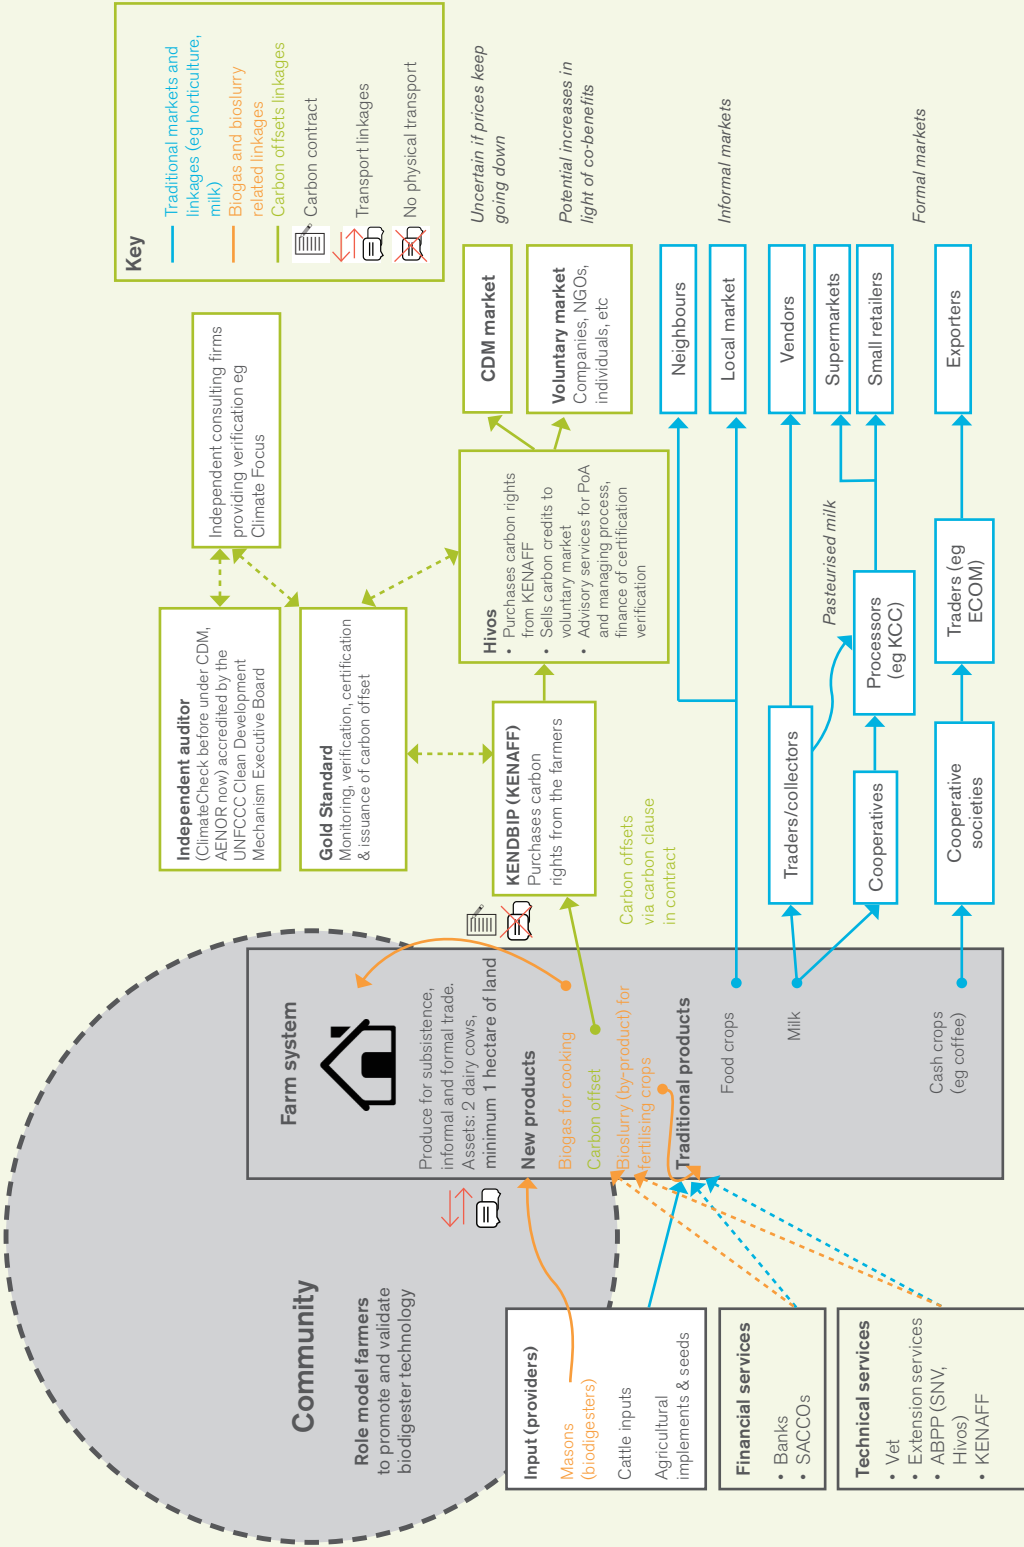 Community
Role model farmers
to promote and validate
biodigester technology
Input (providers)
Masons
(biodigesters)
Cattle inputs
Agricultural
implements & seeds
Financial services
• Banks
• SACCOs
Technical services
• Vet
• Extension services
• ABPP (SNV,
Hivos)
• KENAFF
Farm system
Produce for subsistence,
informal and formal trade.
Assets: 2 dairy cows,
minimum 1 hectare of land
New products
Biogas for cooking
Carbon offset
Bioslurry (by-product) for
fertilising crops
Traditional products
Food crops
Milk
Cash crops
(eg coffee)
Independent auditor
(ClimateCheck before under CDM,
AENOR now) accredited by the
UNFCCC Clean Development
Mechanism Executive Board
Gold Standard
Monitoring, verification, certification
& issuance of carbon offset
KENDBIP (KENAFF)
Purchases carbon
rights from the farmers
Carbon offsets
via carbon clause
in contract
Traders/collectors
Cooperatives
Cooperative
societies
Independent consulting firms
providing verification eg
Climate Focus
Hivos
• Purchases carbon rights
from KENAFF
• Sells carbon credits to
voluntary market
• Advisory services for PoA
and managing process,
finance of certification
verification
Pasteurised milk
Processors
(eg KCC)
Traders (eg
ECOM)
CDM market
Voluntary market
Companies, NGOs,
individuals, etc
Neighbours
Local market
Vendors
Supermarkets
Small retailers
Exporters
Key
Traditional markets and
linkages (eg horticulture,
milk)
Biogas and bioslurry
related linkages
Carbon offsets linkages
Carbon contract
Transport linkages
No physical transport
Uncertain if prices keep
going down
Potential increases in
light of co-benefits
Informal markets
Formal markets